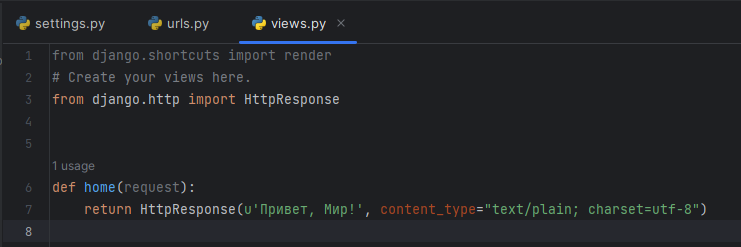 settings.py urls.py views.py
1 from django.shortcuts import render
2 # Create your views here.
3 from django.http import HttpResponse
4
5
1 usage
6 def home(request):
7 return HttpResponse(u'Привет, Мир!', content_type="text/plain; charset=utf-8")
8